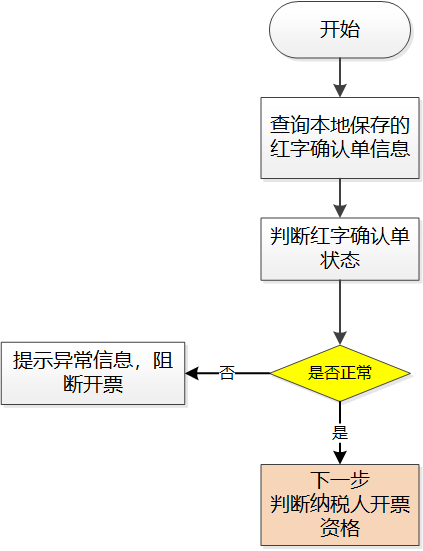 开始
查询本地保存的
红字确认单信息
判断红字确认单
状态
是否正常
否
提示异常信息，阻
断开票
是
下一步
判断纳税人开票
资格